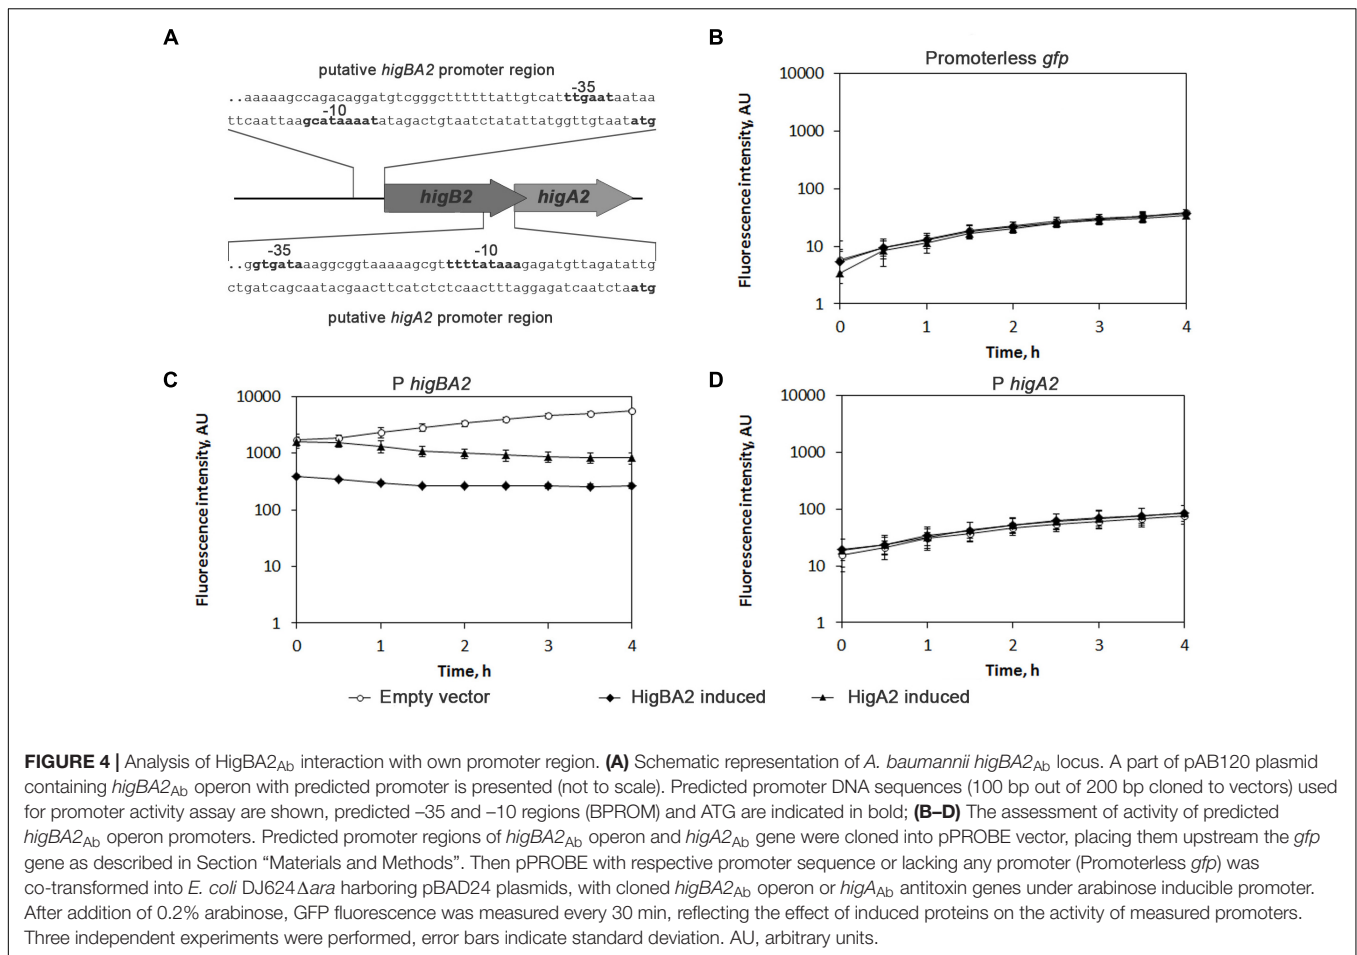 A
putative higBA2 promoter region
-35
..aaaaagccagacaggatgtcgggcttttttattgtcatttgaataataa
-10
ttcaattaagcataaaatatagactgtaatctatattatggttgtaatatg
higB2
higA2
-35
-10
..ggtgataaaggcggtaaaaagcgttttttataaagagatgttagatattg
ctgatcagcaatacgaacttcatctctcaactttaggagatcaatctaatg
putative higA2 promoter region
B
Promoterless gfp
Fluorescence intensity, AU
10000
1000
100
10
1
0
1
2
3
4
Time, h
C
P higBA2
Fluorescence intensity, AU
10000
1000
100
10
1
0
1
2
3
4
Time, h
D
P higA2
Fluorescence intensity, AU
10000
1000
100
10
1
0
1
2
3
4
Time, h
Empty vector
HigBA2 induced
HigA2 induced
FIGURE 4 | Analysis of HigBA2Ab interaction with own promoter region. (A) Schematic representation of A. baumannii higBA2Ab locus. A part of pAB120 plasmid
containing higBA2Ab operon with predicted promoter is presented (not to scale). Predicted promoter DNA sequences (100 bp out of 200 bp cloned to vectors) used
for promoter activity assay are shown, predicted –35 and –10 regions (BPROM) and ATG are indicated in bold; (B–D) The assessment of activity of predicted
higBA2Ab operon promoters. Predicted promoter regions of higBA2Ab operon and higA2Ab gene were cloned into pPROBE vector, placing them upstream the gfp
gene as described in Section “Materials and Methods”. Then pPROBE with respective promoter sequence or lacking any promoter (Promoterless gfp) was
co-transformed into E. coli DJ624Δara harboring pBAD24 plasmids, with cloned higBA2Ab operon or higAAb antitoxin genes under arabinose inducible promoter.
After addition of 0.2% arabinose, GFP fluorescence was measured every 30 min, reflecting the effect of induced proteins on the activity of measured promoters.
Three independent experiments were performed, error bars indicate standard deviation. AU, arbitrary units.